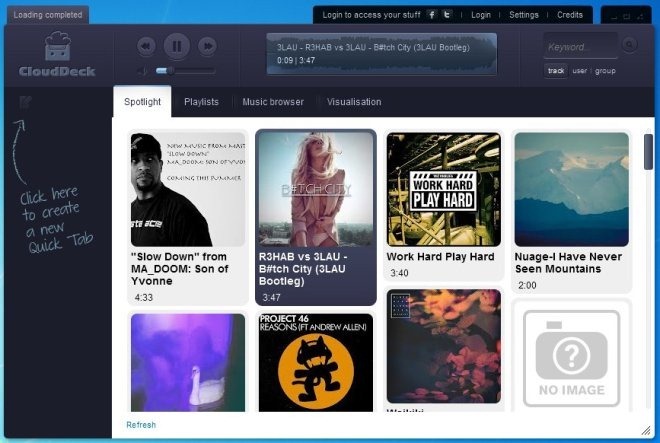 Loading completed
Login to access your stuff
Login
Settings
Credits
CloudDeck
3LAU - R3HAB vs 3LAU - B#tch City (3LAU Bootleg)
0:09 | 3:47
Keyword...
track user group
Spotlight
Playlists
Music browser
Visualisation
Click here
to create
a new
Quick Tab
NEW MUSIC FROM MAST
"SLOW DOWN"
MA_DOOM: SON OF YVON
COMING THIS SUMMER
B#TCH CITY
WORK HARD
PLAY HARD
"Slow Down" from
MA_DOOM: Son of
Yvonne
4:33
R3HAB vs 3LAU -
B#tch City (3LAU
Bootleg)
3:47
Work Hard Play Hard
3:40
Nuage-I Have Never
Seen Mountains
2:00
PROJECT 46
REASONS (FT ANDREW ALLEN)
Waikiki
NO IMAGE
Refresh